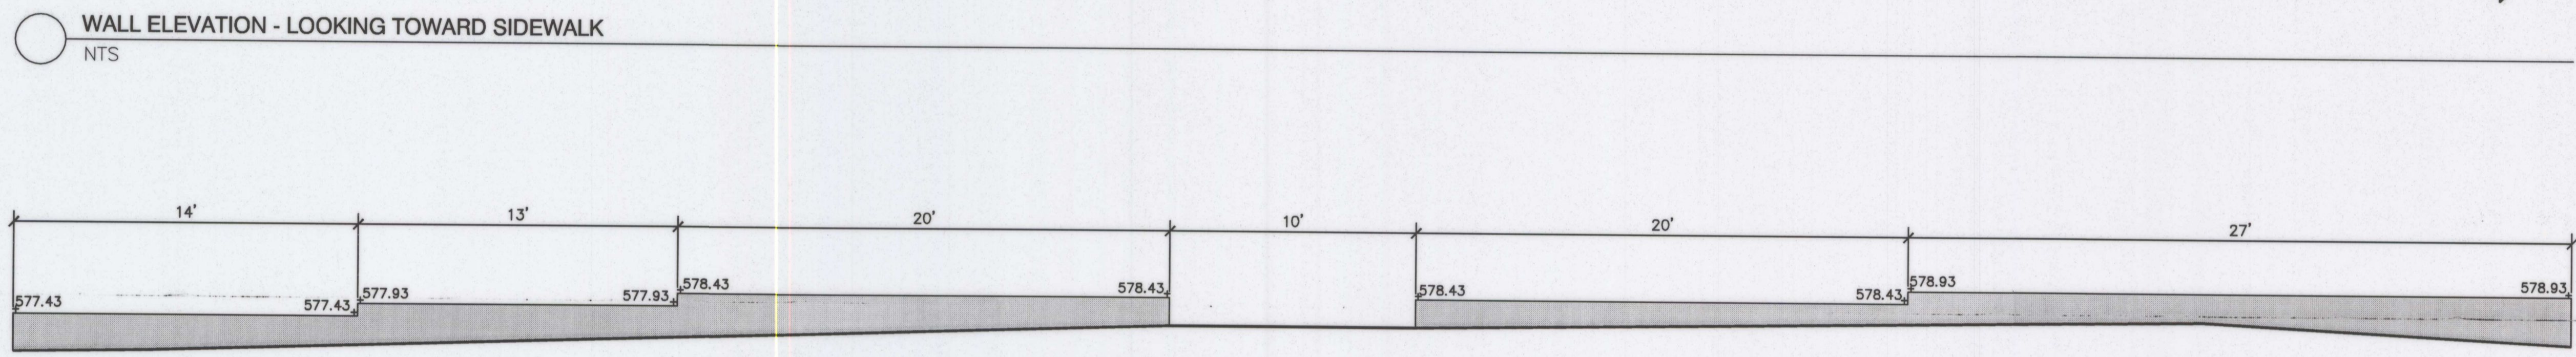 WALL ELEVATION - LOOKING TOWARD SIDEWALK
NTS
14' 13' 20' 10' 20' 27'
577.43 577.43 577.93 577.93 578.43 578.43 578.43 578.43 578.93 578.93